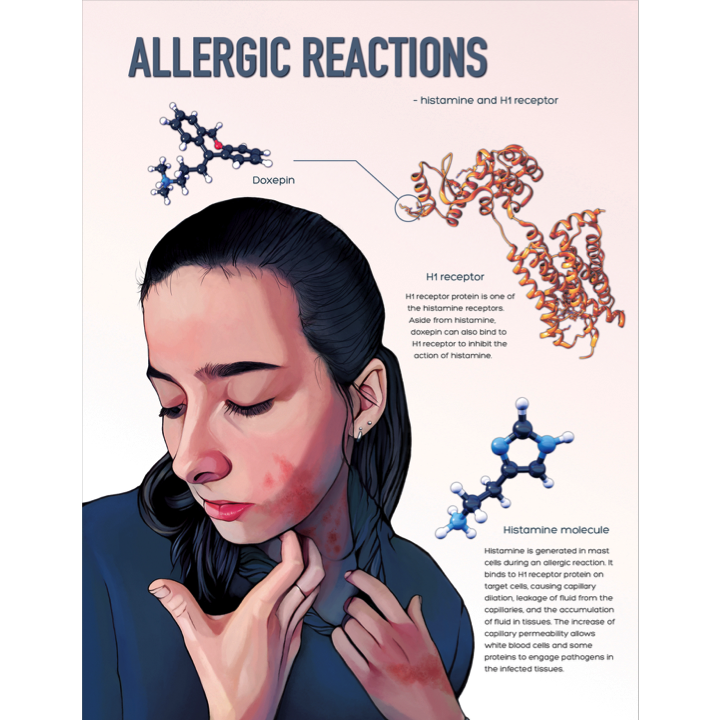 ALLERGIC REACTIONS
- histamine and H1 receptor
Doxepin
H1 receptor
H1 receptor protein is one of
the histamine receptors.
Aside from histamine,
doxepin can also bind to
H1 receptor to inhibit the
action of histamine.
Histamine molecule
Histamine is generated in mast
cells during an allergic reaction. It
binds to H1 receptor protein on
target cells, causing capillary
dilation, leakage of fluid from the
capillaries, and the accumulation
of fluid in tissues. The increase of
capillary permeability allows
white blood cells and some
proteins to engage pathogens in
the infected tissues.